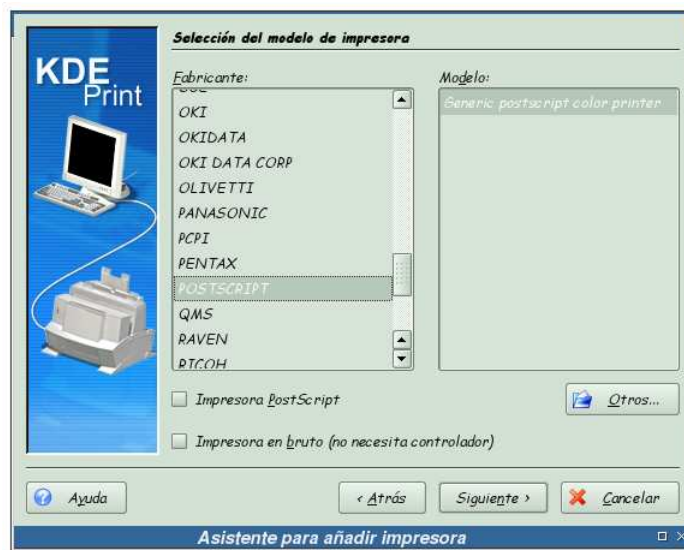 Selección del modelo de impresora
KDE
Print
Fabricante:
Modelo:
OKI
OKIDATA
OKI DATA CORP
OLIVETTI
PANASONIC
PCPI
PENTAX
POSTSCRIPT
QMS
RAVEN
RICOH
Generic postscript color printer
Impresora PostScript
Otros...
Impresora en bruto (no necesita controlador)
Ayuda
‹ Atrás
Siguiente ›
Cancelar
Asistente para añadir impresora